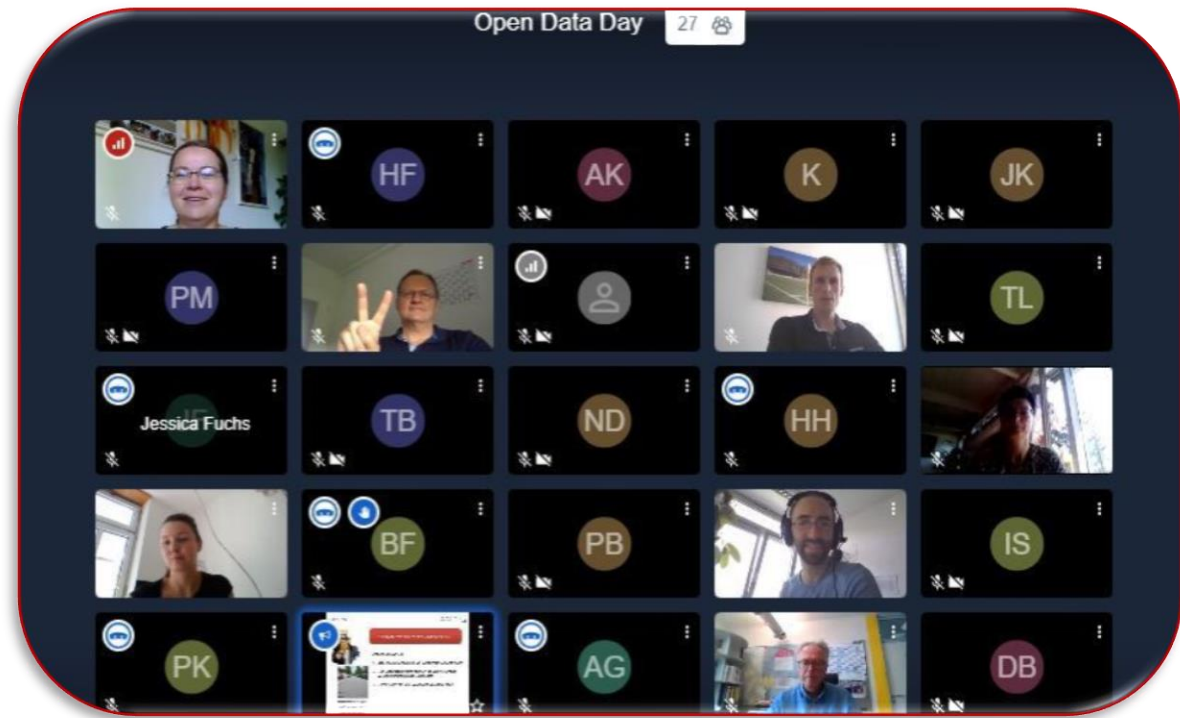 Open Data Day 27
HF
AK
K
JK
PM
TL
Jessica Fuchs
TB
ND
HH
BF
PB
IS
PK
AG
DB